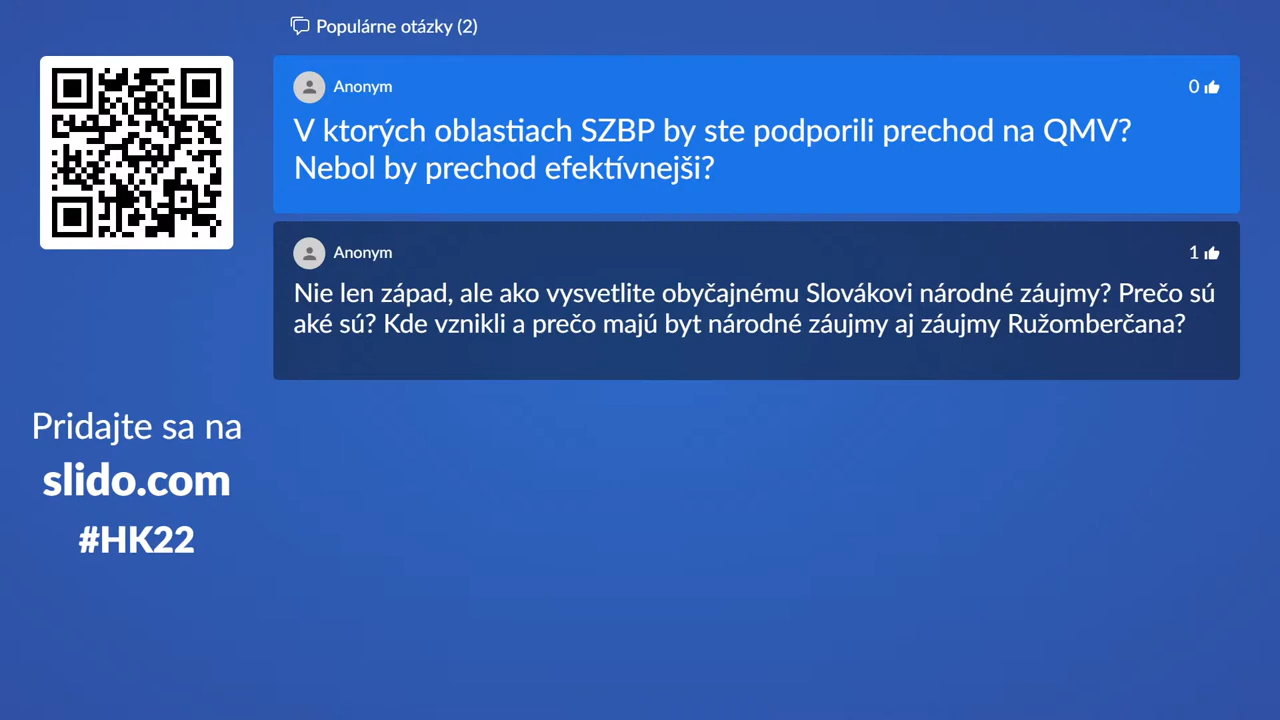 Populárne otázky (2)
Anonym
0
V ktorých oblastiach SZBP by ste podporili prechod na QMV?
Nebol by prechod efektívnejši?
Anonym
1
Nie len západ, ale ako vysvetlite obyčajnému Slovákovi národné záujmy? Prečo sú
aké sú? Kde vznikli a prečo majú byt národné záujmy aj záujmy Ružomberčana?
Pridajte sa na
slido.com
#HK22